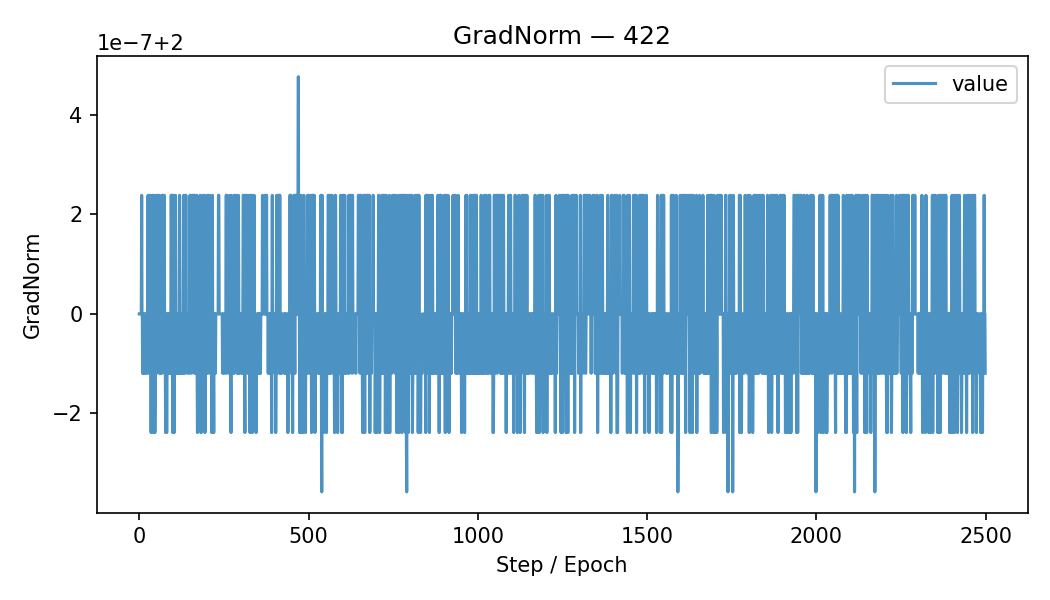 GradNorm — 422
1e−7+2
value
4
2
0
−2
GradNorm
0
500
1000
1500
2000
2500
Step / Epoch